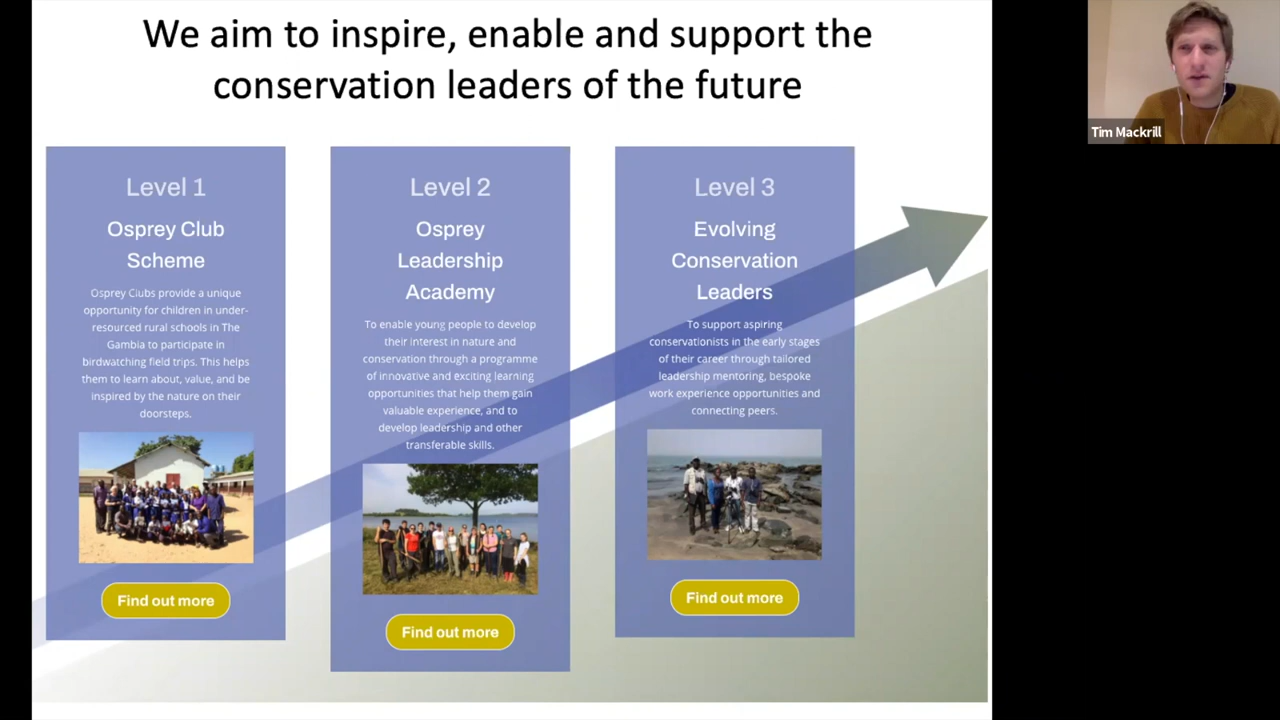 We aim to inspire, enable and support the
conservation leaders of the future
Tim Mackrill
Level 1
Osprey Club
Scheme
Osprey Clubs provide a unique
opportunity for children in under-
resourced rural schools in The
Gambia to participate in
birdwatching field trips. This helps
them to learn about, value, and be
inspired by the nature on their
doorsteps.
Find out more
Level 2
Osprey
Leadership
Academy
To enable young people to develop
their interest in nature and
conservation through a programme
of innovative and exciting learning
opportunities that help them gain
valuable experience, and to
develop leadership and other
transferable skills.
Find out more
Level 3
Evolving
Conservation
Leaders
To support aspiring
conservationists in the early stages
of their career through tailored
leadership mentoring, bespoke
work experience opportunities and
connecting peers.
Find out more